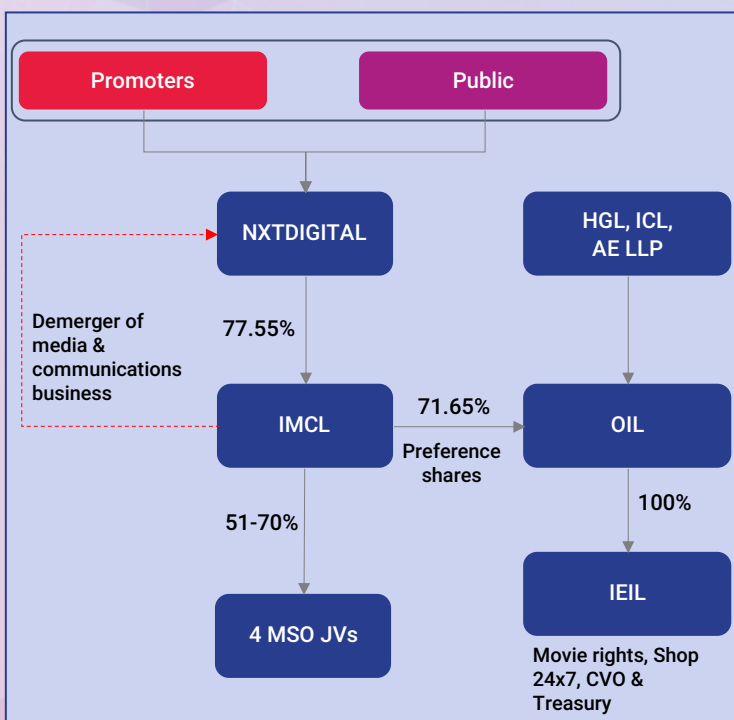 Promoters
Public
NXTDIGITAL
HGL, ICL,
AE LLP
Demerger of
media &
communications
business
77.55%
IMCL
71.65%
Preference
shares
OIL
51-70%
100%
4 MSO JVs
IEIL
Movie rights, Shop
24x7, CVO &
Treasury